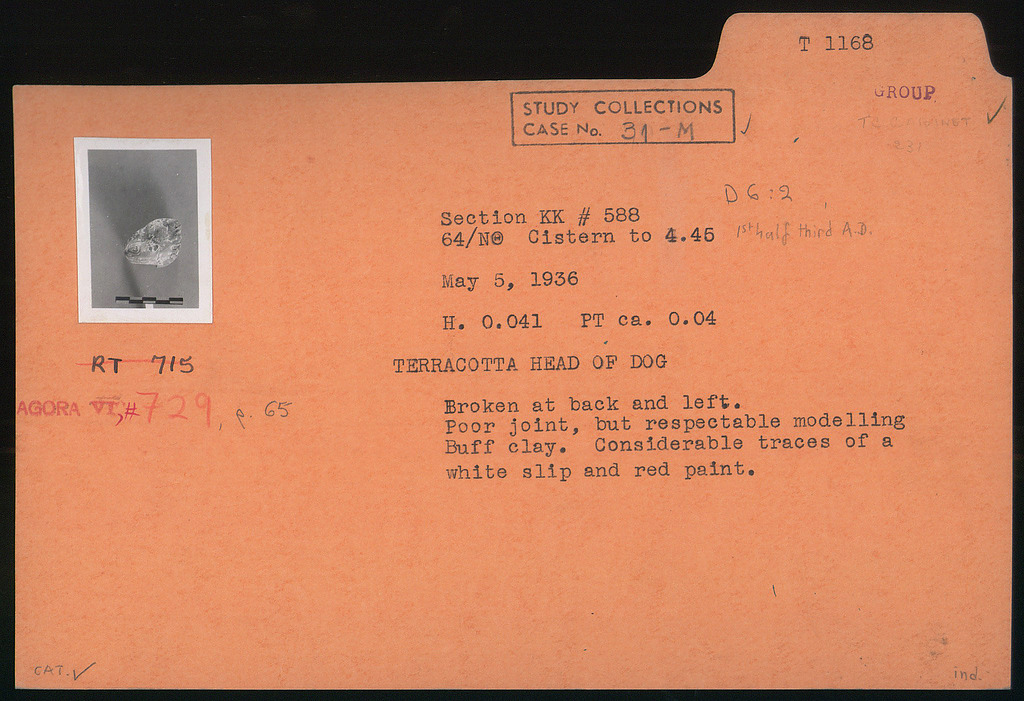 T 1168
GROUP
STUDY COLLECTIONS
CASE No. 31-M
D 6:2
Section KK # 588
64/NΘ Cistern to 4.45 1st half third A.D.
May 5, 1936
H. 0.041 PT ca. 0.04
RT 715
TERRACOTTA HEAD OF DOG
AGORA VI, #729, p. 65
Broken at back and left.
Poor joint, but respectable modelling
Buff clay. Considerable traces of a
white slip and red paint.
CAT. ✓
ind.